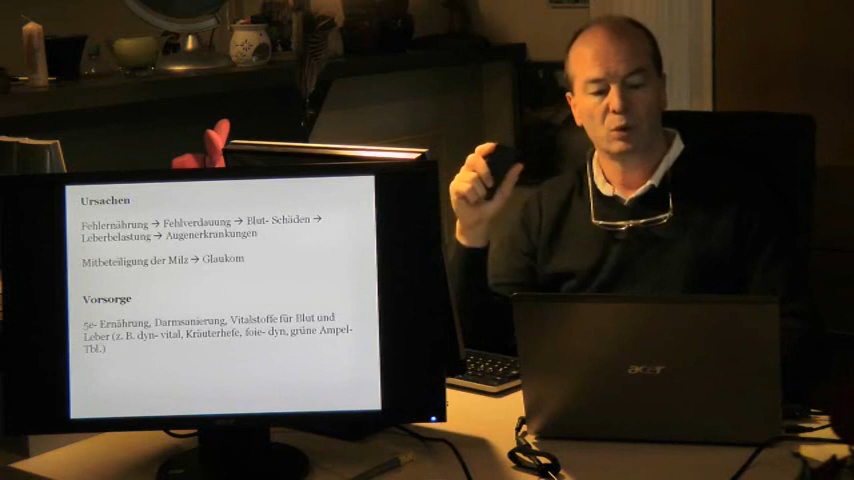 Ursachen
Fehlernährung → Fehlverdauung → Blut- Schäden →
Leberbelastung → Augenerkrankungen
Mitbeteiligung der Milz → Glaukom
Vorsorge
5e- Ernährung, Darmsanierung, Vitalstoffe für Blut und
Leber (z. B. dyn- vital, Kräuterhefe, foie- dyn, grüne Ampel-
Tbl.)
acer